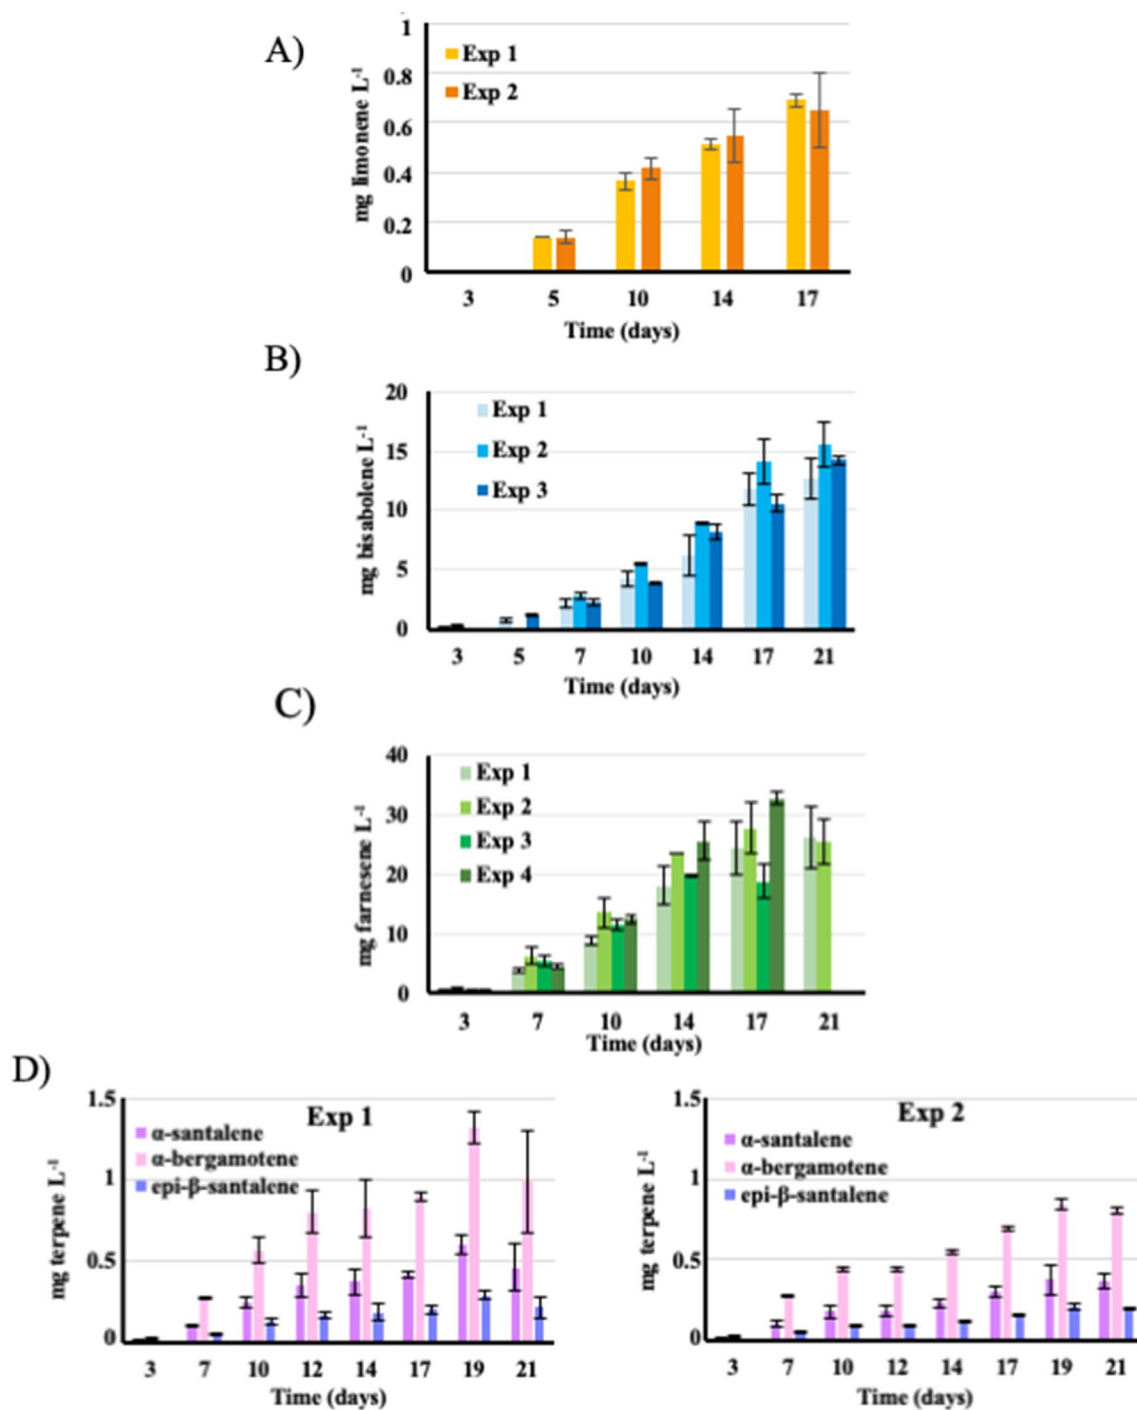 A)
mg limonene L⁻¹
1
0.8
0.6
0.4
0.2
0
Exp 1
Exp 2
3 5 10 14 17
Time (days)
B)
mg bisabolene L⁻¹
20
15
10
5
0
Exp 1
Exp 2
Exp 3
3 5 7 10 14 17 21
Time (days)
C)
mg farnesene L⁻¹
40
30
20
10
0
Exp 1
Exp 2
Exp 3
Exp 4
3 7 10 14 17 21
Time (days)
D)
mg terpene L⁻¹
1.5
1
0.5
0
Exp 1
α-santalene
α-bergamotene
epi-β-santalene
3 7 10 12 14 17 19 21
Time (days)
mg terpene L⁻¹
1.5
1
0.5
0
Exp 2
α-santalene
α-bergamotene
epi-β-santalene
3 7 10 12 14 17 19 21
Time (days)